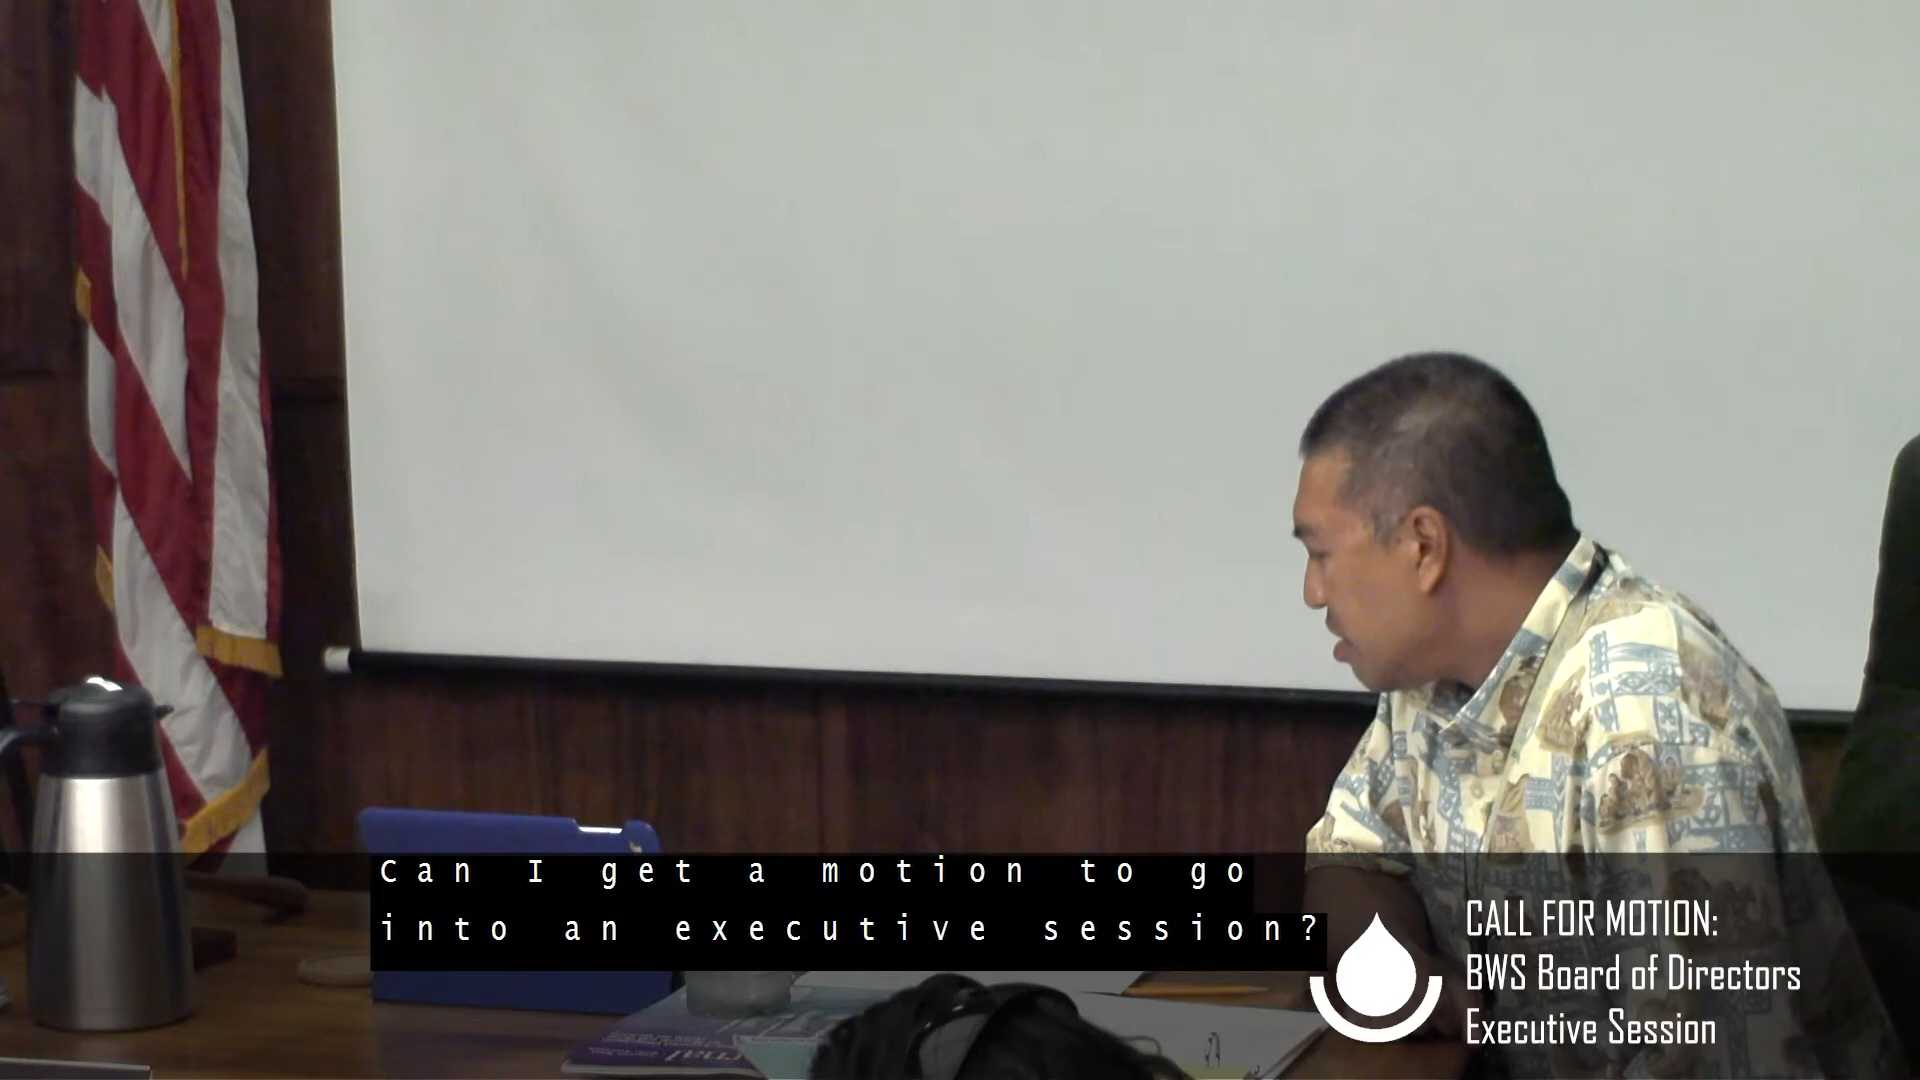 Can I get a motion to go
into an executive session?
CALL FOR MOTION:
BWS Board of Directors
Executive Session